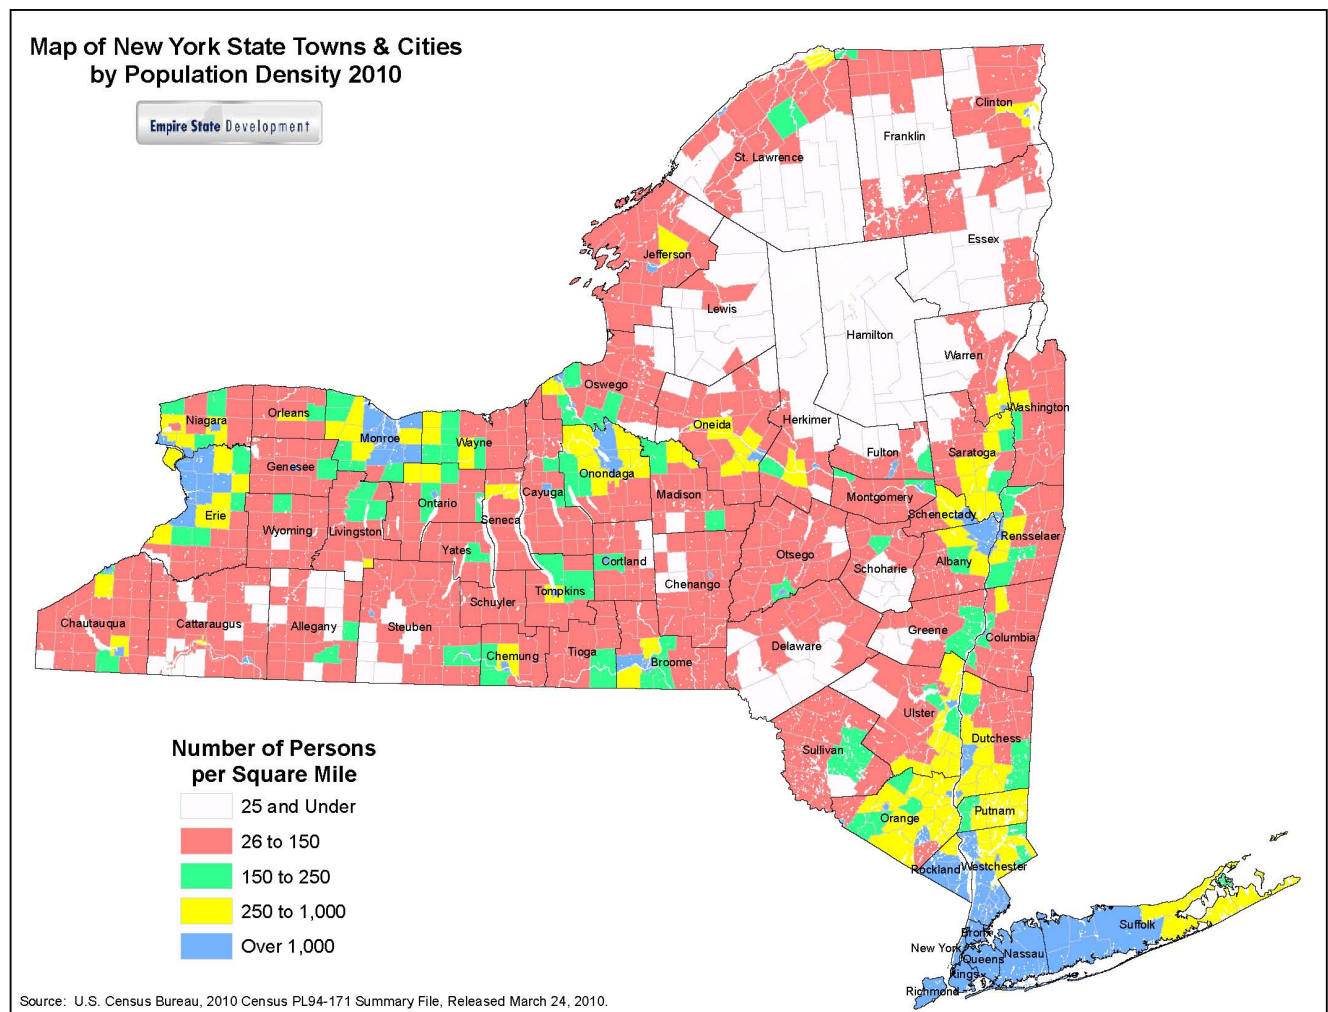 Map of New York State Towns & Cities
by Population Density 2010
Empire State Development
Clinton
Franklin
St. Lawrence
Essex
Jefferson
Lewis
Hamilton
Warren
Oswego
Washington
Orleans
Niagara
Herkimer
Oneida
Monroe
Wayne
Fulton
Saratoga
Genesee
Onondaga
Cayuga
Madison
Montgomery
Ontario
Erie
Seneca
Schenectady
Wyoming
Livingston
Rensselaer
Yates
Otsego
Cortland
Albany
Schoharie
Chenango
Tompkins
Schuyler
Chautauqua
Cattaraugus
Allegany
Steuben
Greene
Columbia
Delaware
Tioga
Chemung
Broome
Ulster
Dutchess
Sullivan
Putnam
Orange
Rockland
Westchester
Suffolk
Bronx
New York
Nassau
Queens
Kings
Richmond
Number of Persons
per Square Mile
25 and Under
26 to 150
150 to 250
250 to 1,000
Over 1,000
Source:  U.S. Census Bureau, 2010 Census PL94-171 Summary File, Released March 24, 2010.